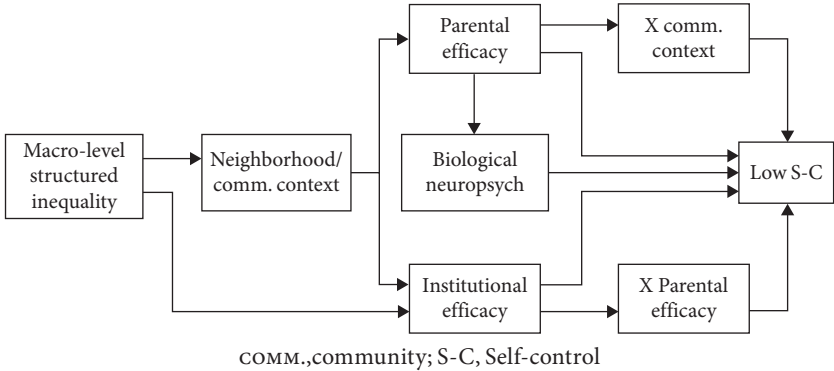 Parental
efficacy
X comm.
context
Macro-level
structured
inequality
Neighborhood/
comm. context
Biological
neuropsych
Low S-C
Institutional
efficacy
X Parental
efficacy
COMM.,community; S-C, Self-control